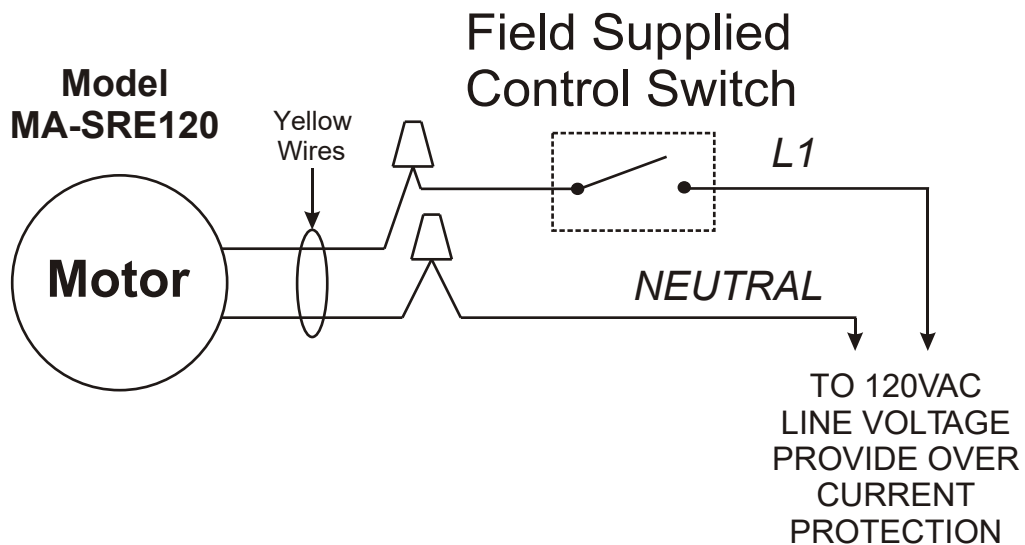 Field Supplied
Control Switch
Model
MA-SRE120
Yellow
Wires
L1
Motor
NEUTRAL
TO 120VAC
LINE VOLTAGE
PROVIDE OVER
CURRENT
PROTECTION